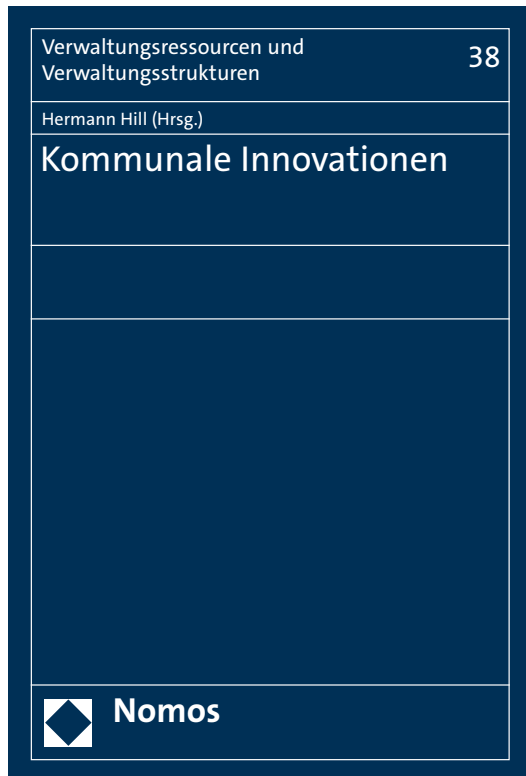 Verwaltungsressourcen und
Verwaltungsstrukturen
38
Hermann Hill (Hrsg.)
Kommunale Innovationen
Nomos